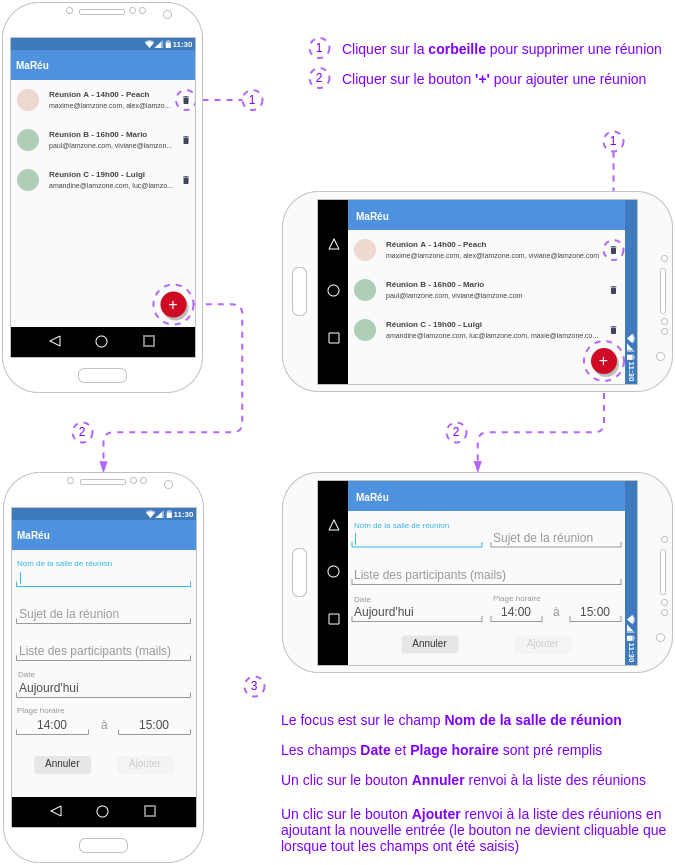 11:30
MaRéu
Réunion A - 14h00 - Peach
maxime@lamzone.com, alex@lamzo...
Réunion B - 16h00 - Mario
paul@lamzone.com, viviane@lamzon...
Réunion C - 19h00 - Luigi
amandine@lamzone.com, luc@lamzo...
+
1
1 Cliquer sur la corbeille pour supprimer une réunion
2 Cliquer sur le bouton '+' pour ajouter une réunion
1
MaRéu
Réunion A - 14h00 - Peach
maxime@lamzone.com, alex@lamzone.com, viviane@lamzone.com
Réunion B - 16h00 - Mario
paul@lamzone.com, viviane@lamzone.com
Réunion C - 19h00 - Luigi
amandine@lamzone.com, luc@lamzone.com, maxie@lamzone.co...
+
11:30
2
2
11:30
MaRéu
Nom de la salle de réunion
Sujet de la réunion
Liste des participants (mails)
Date
Aujourd'hui
Plage horaire
14:00 à 15:00
Annuler Ajouter
MaRéu
Nom de la salle de réunion
Sujet de la réunion
Liste des participants (mails)
Date Plage horaire
Aujourd'hui 14:00 à 15:00
Annuler Ajouter
11:30
3
Le focus est sur le champ Nom de la salle de réunion
Les champs Date et Plage horaire sont pré remplis
Un clic sur le bouton Annuler renvoi à la liste des réunions
Un clic sur le bouton Ajouter renvoi à la liste des réunions en
ajoutant la nouvelle entrée (le bouton ne devient cliquable que
lorsque tout les champs ont été saisis)